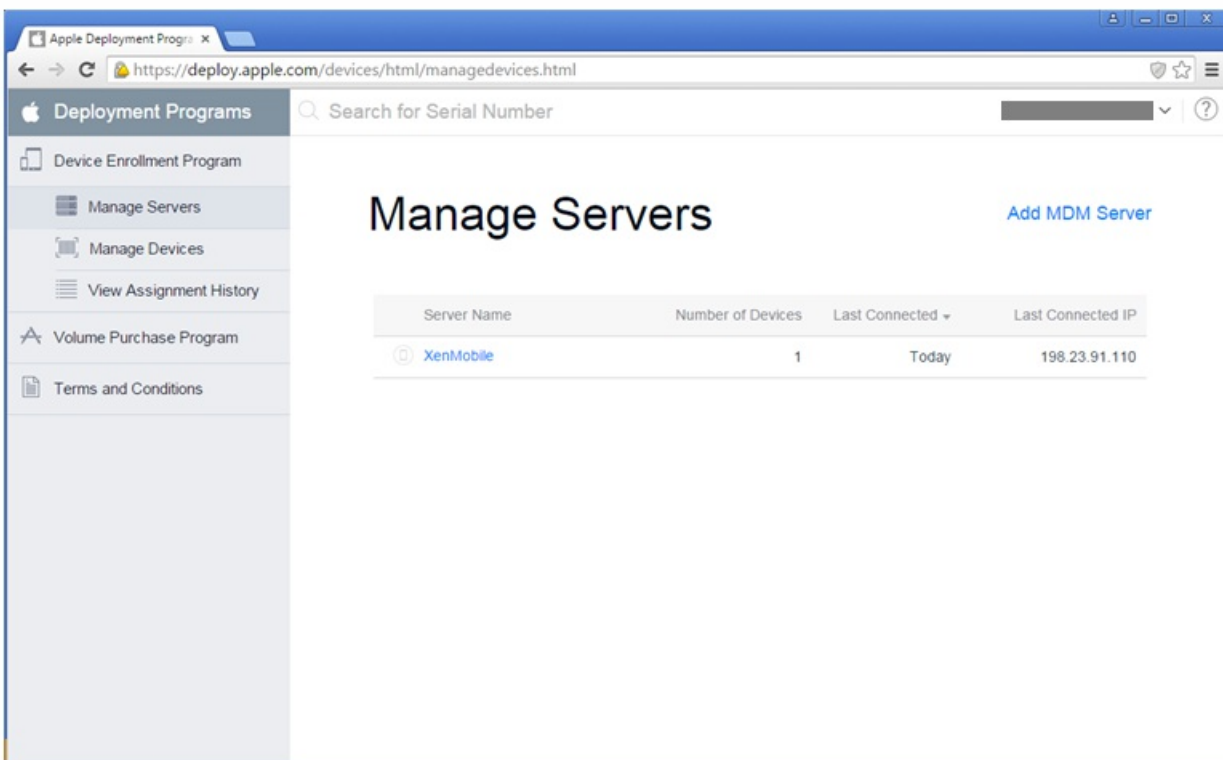 Apple Deployment Progra
https://deploy.apple.com/devices/html/managedevices.html
Deployment Programs
Search for Serial Number
Device Enrollment Program
Manage Servers
Manage Devices
View Assignment History
Volume Purchase Program
Terms and Conditions
Manage Servers
Add MDM Server
Server Name Number of Devices Last Connected Last Connected IP
XenMobile 1 Today 198.23.91.110